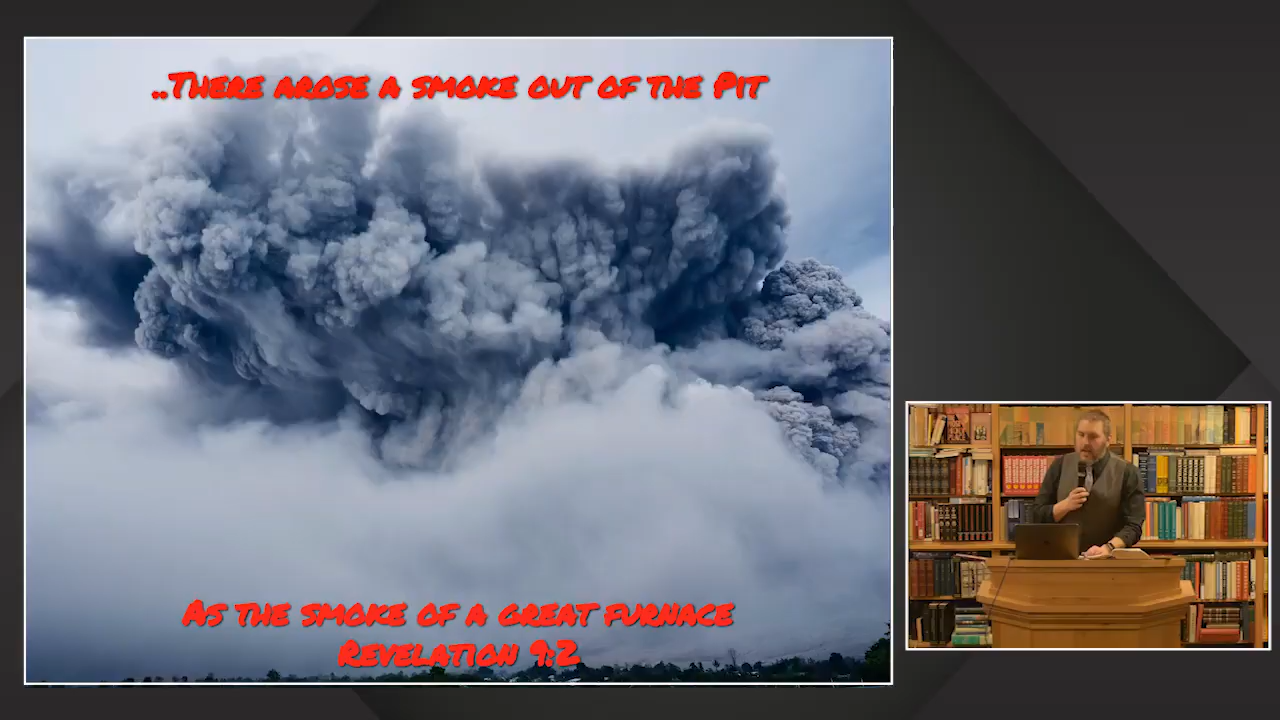 ..There arose a smoke out of the Pit
As the smoke of a great furnace
Revelation 9:2